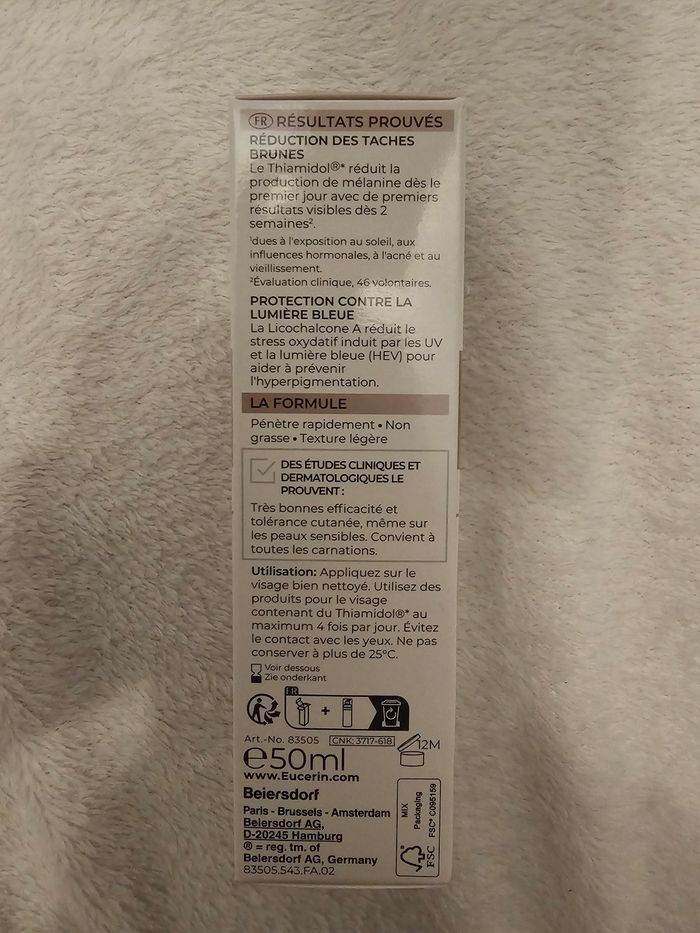 FR RÉSULTATS PROUVÉS
RÉDUCTION DES TACHES
BRUNES
Le Thiamidol®* réduit la
production de mélanine dès le
premier jour avec de premiers
résultats visibles dès 2
semaines².
¹dues à l'exposition au soleil, aux
influences hormonales, à l'acné et au
vieillissement.
²Évaluation clinique, 46 volontaires.
PROTECTION CONTRE LA
LUMIÈRE BLEUE
La Licochalcone A réduit le
stress oxydatif induit par les UV
et la lumière bleue (HEV) pour
aider à prévenir
l'hyperpigmentation.
LA FORMULE
Pénètre rapidement • Non
grasse • Texture légère
DES ÉTUDES CLINIQUES ET
DERMATOLOGIQUES LE
PROUVENT :
Très bonnes efficacité et
tolérance cutanée, même sur
les peaux sensibles. Convient à
toutes les carnations.
Utilisation: Appliquez sur le
visage bien nettoyé. Utilisez des
produits pour le visage
contenant du Thiamidol®* au
maximum 4 fois par jour. Évitez
le contact avec les yeux. Ne pas
conserver à plus de 25°C.
Voir dessous
Zie onderkant
FR
+
Art.-No. 83505 CNK: 3717-618
12M
℮50ml
www.Eucerin.com
Beiersdorf
Paris - Brussels - Amsterdam
Beiersdorf AG,
D-20245 Hamburg
® = reg. tm. of
Beiersdorf AG, Germany
83505.543.FA.02
MIX
Packaging
FSC® C095159
FSC